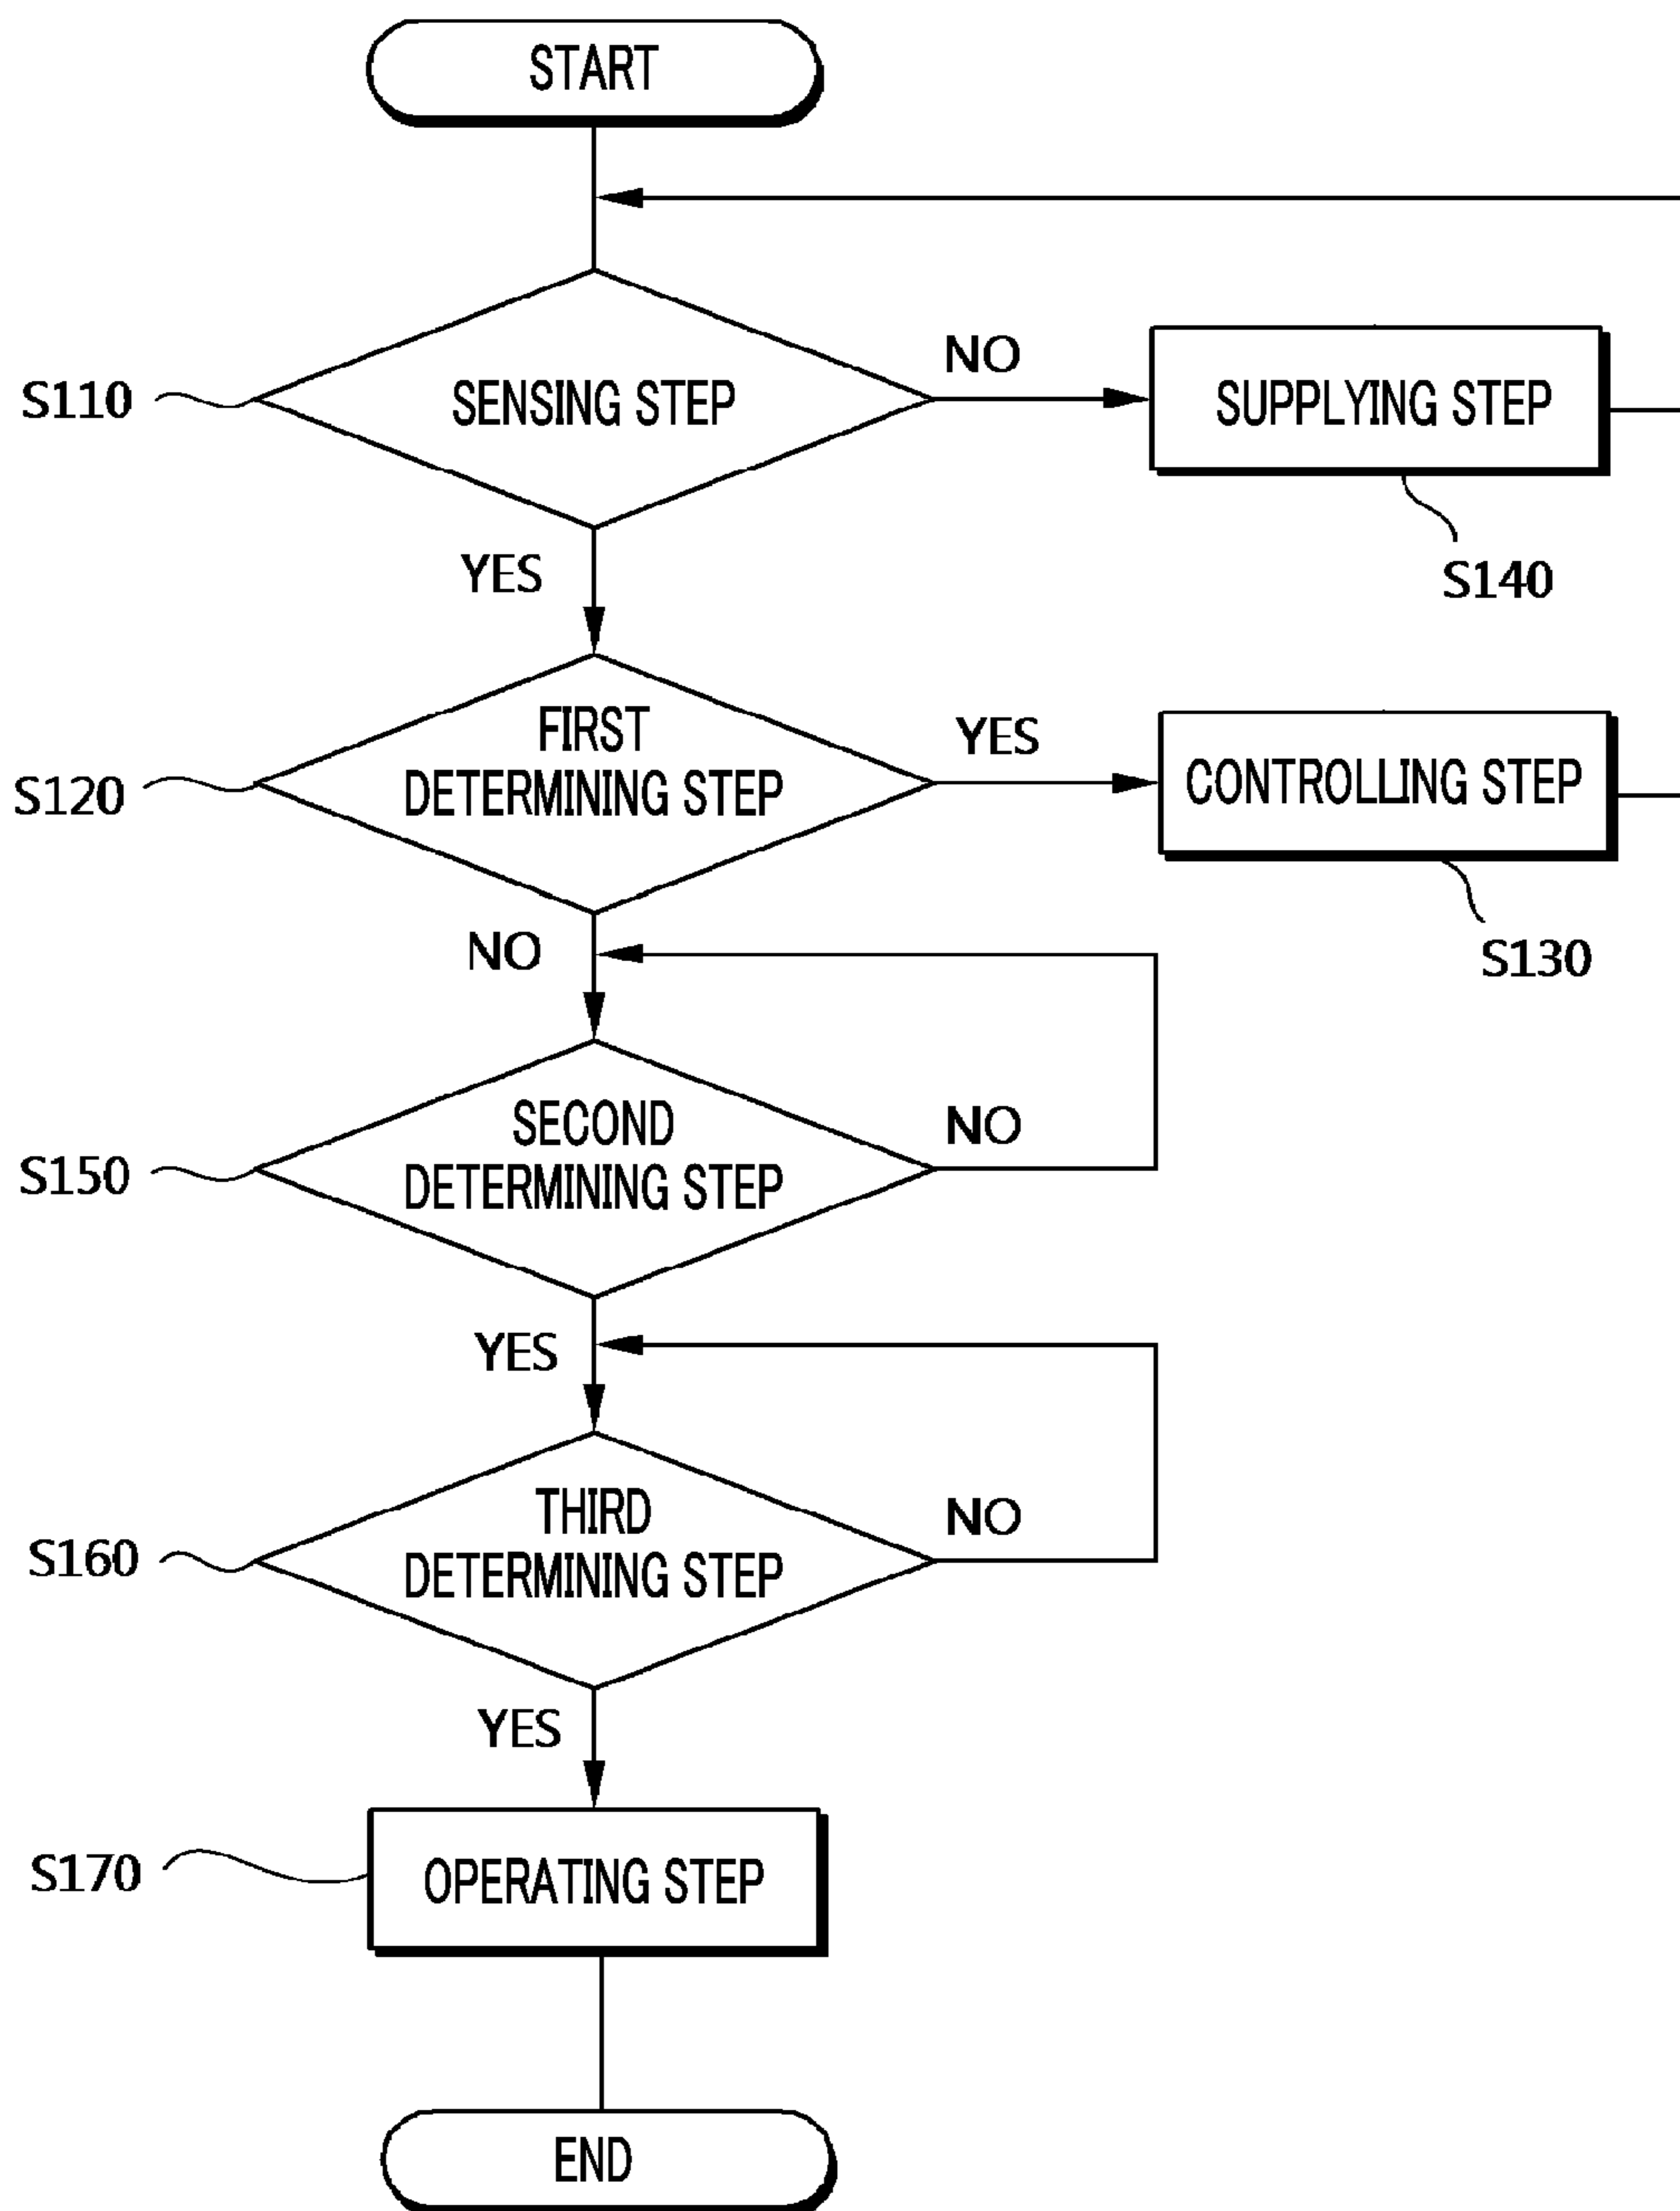 START
S110
SENSING STEP
NO
SUPPLYING STEP
S140
YES
S120
FIRST
DETERMINING STEP
YES
CONTROLLING STEP
S130
NO
S150
SECOND
DETERMINING STEP
NO
YES
S160
THIRD
DETERMINING STEP
NO
YES
S170
OPERATING STEP
END